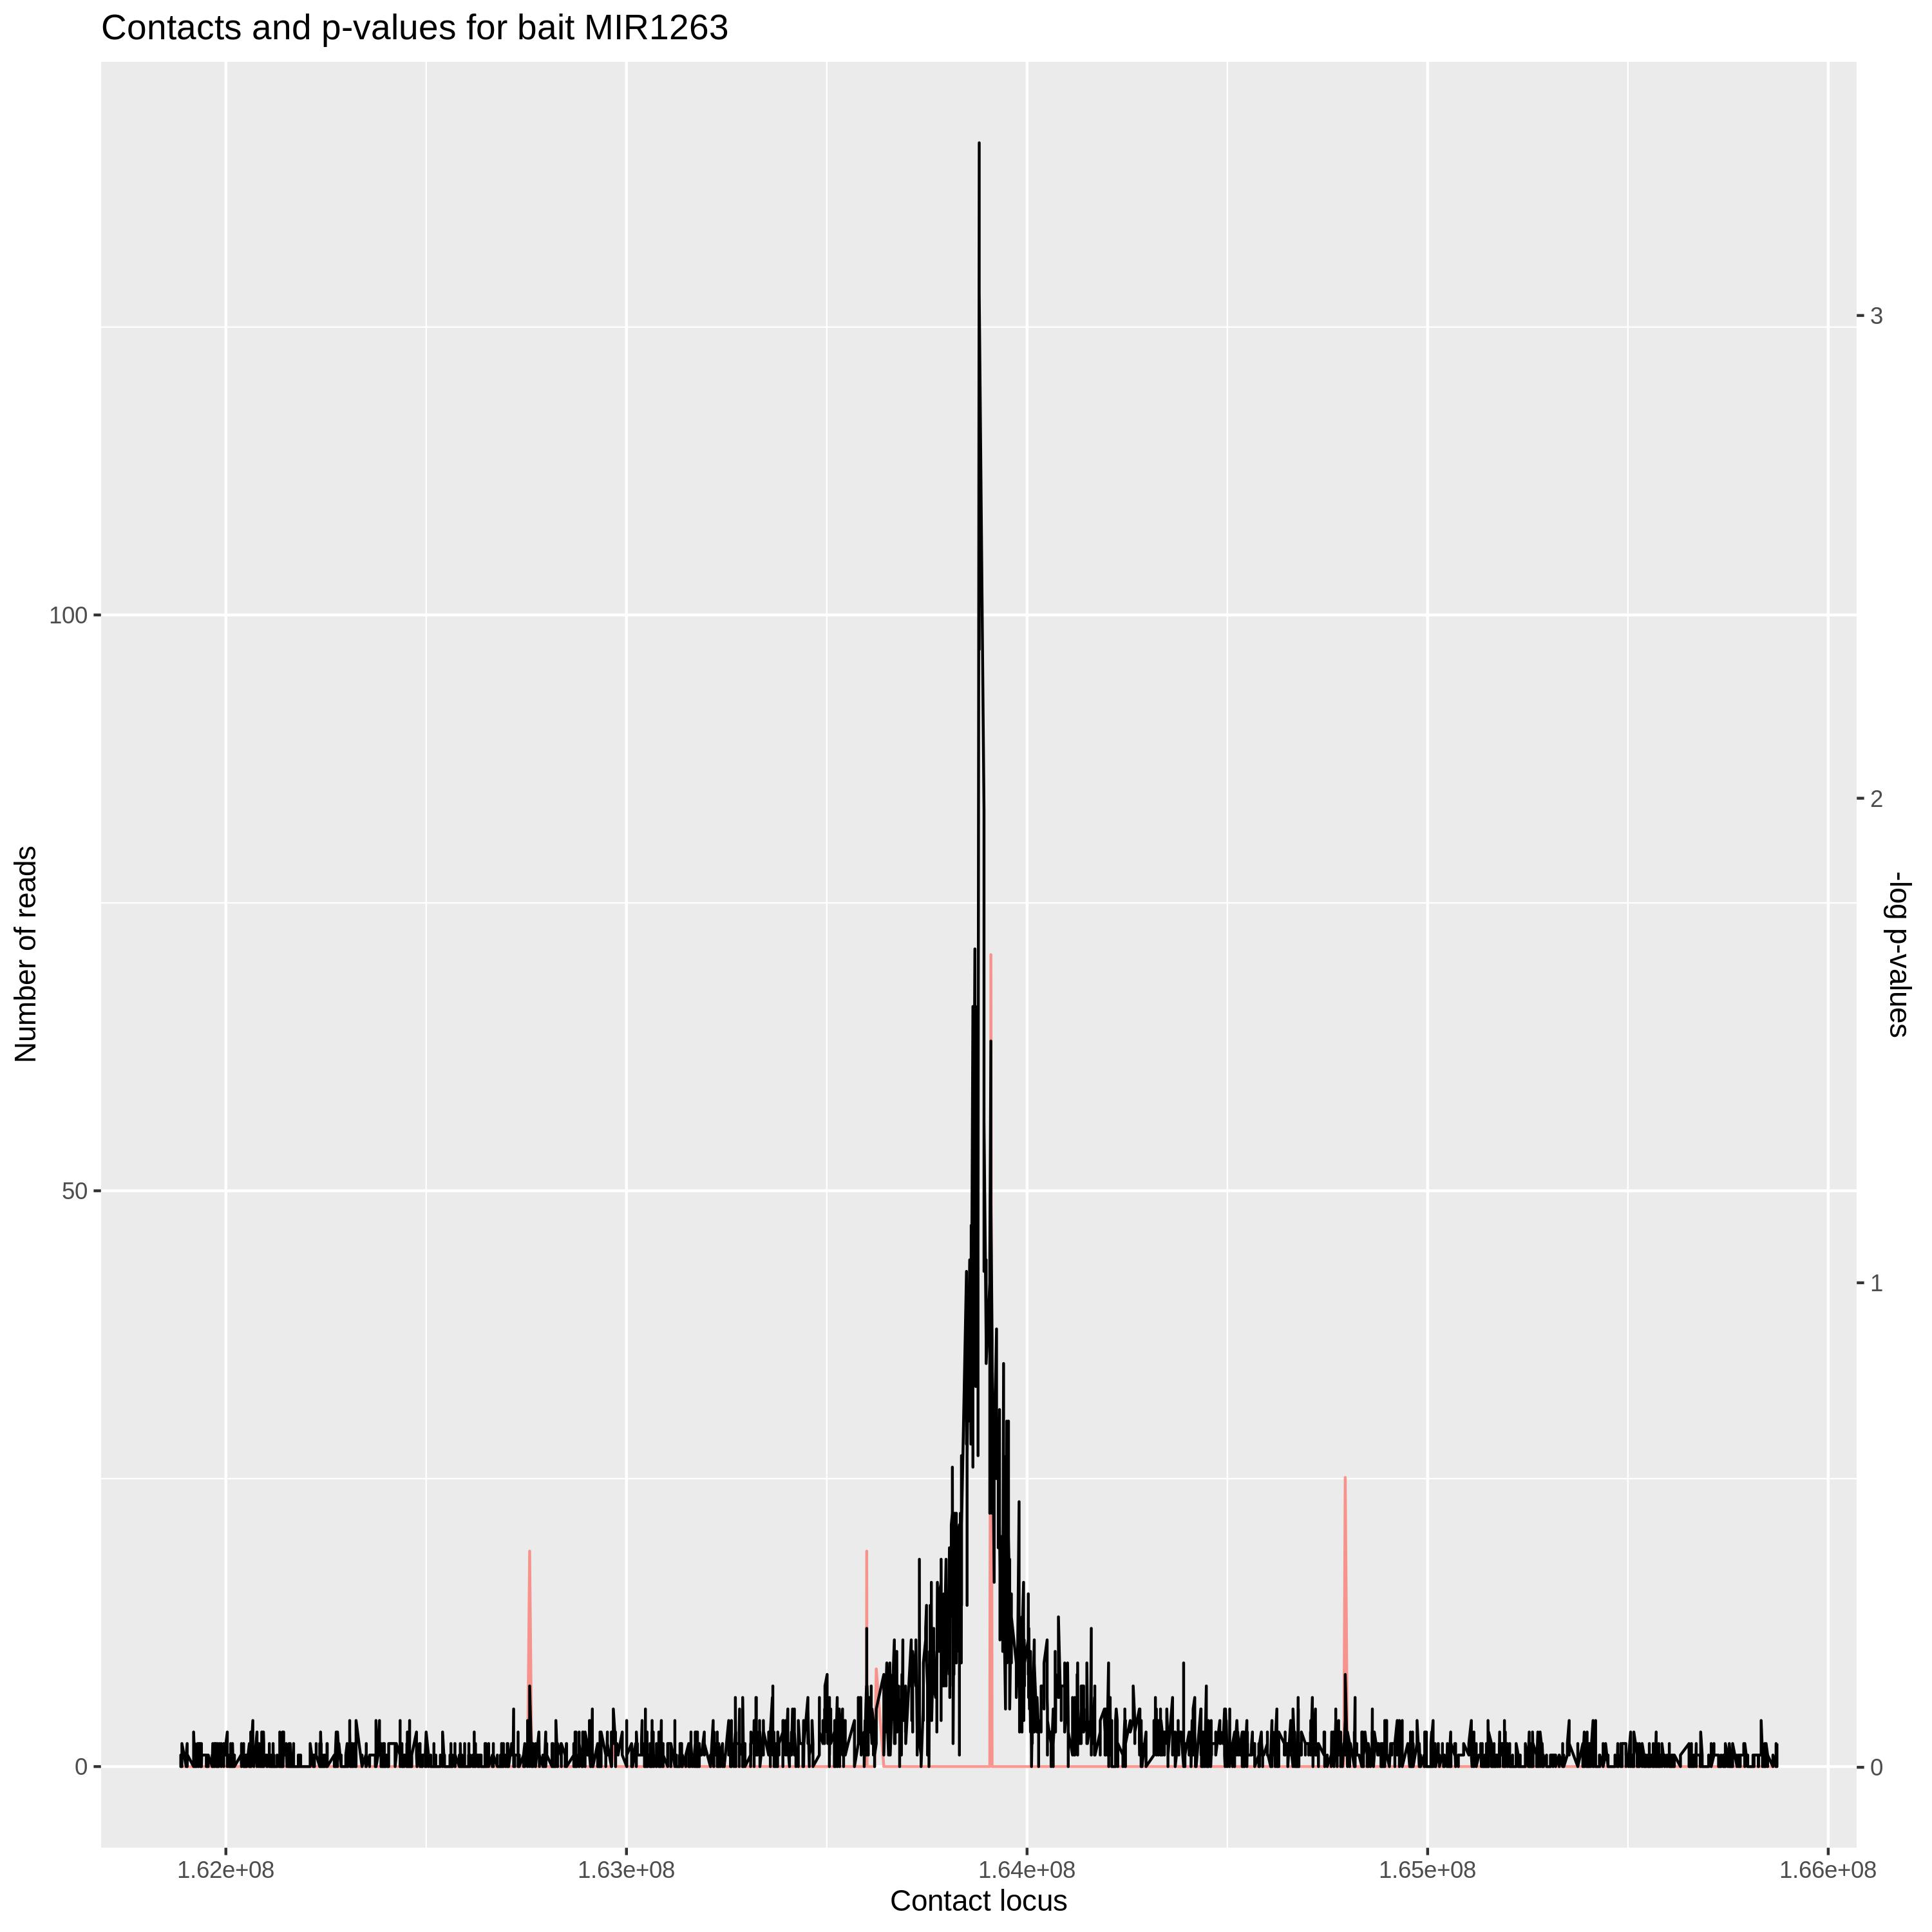 Contacts and p-values for bait MIR1263
Number of reads
100
50
0
3
2
1
0
-log p-values
1.62e+08 1.63e+08 1.64e+08 1.65e+08 1.66e+08
Contact locus